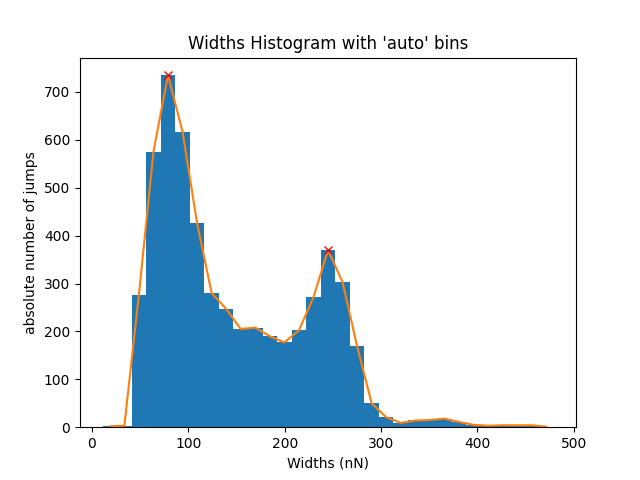 Widths Histogram with 'auto' bins
700
600
500
400
300
200
100
0
absolute number of jumps
0 100 200 300 400 500
Widths (nN)